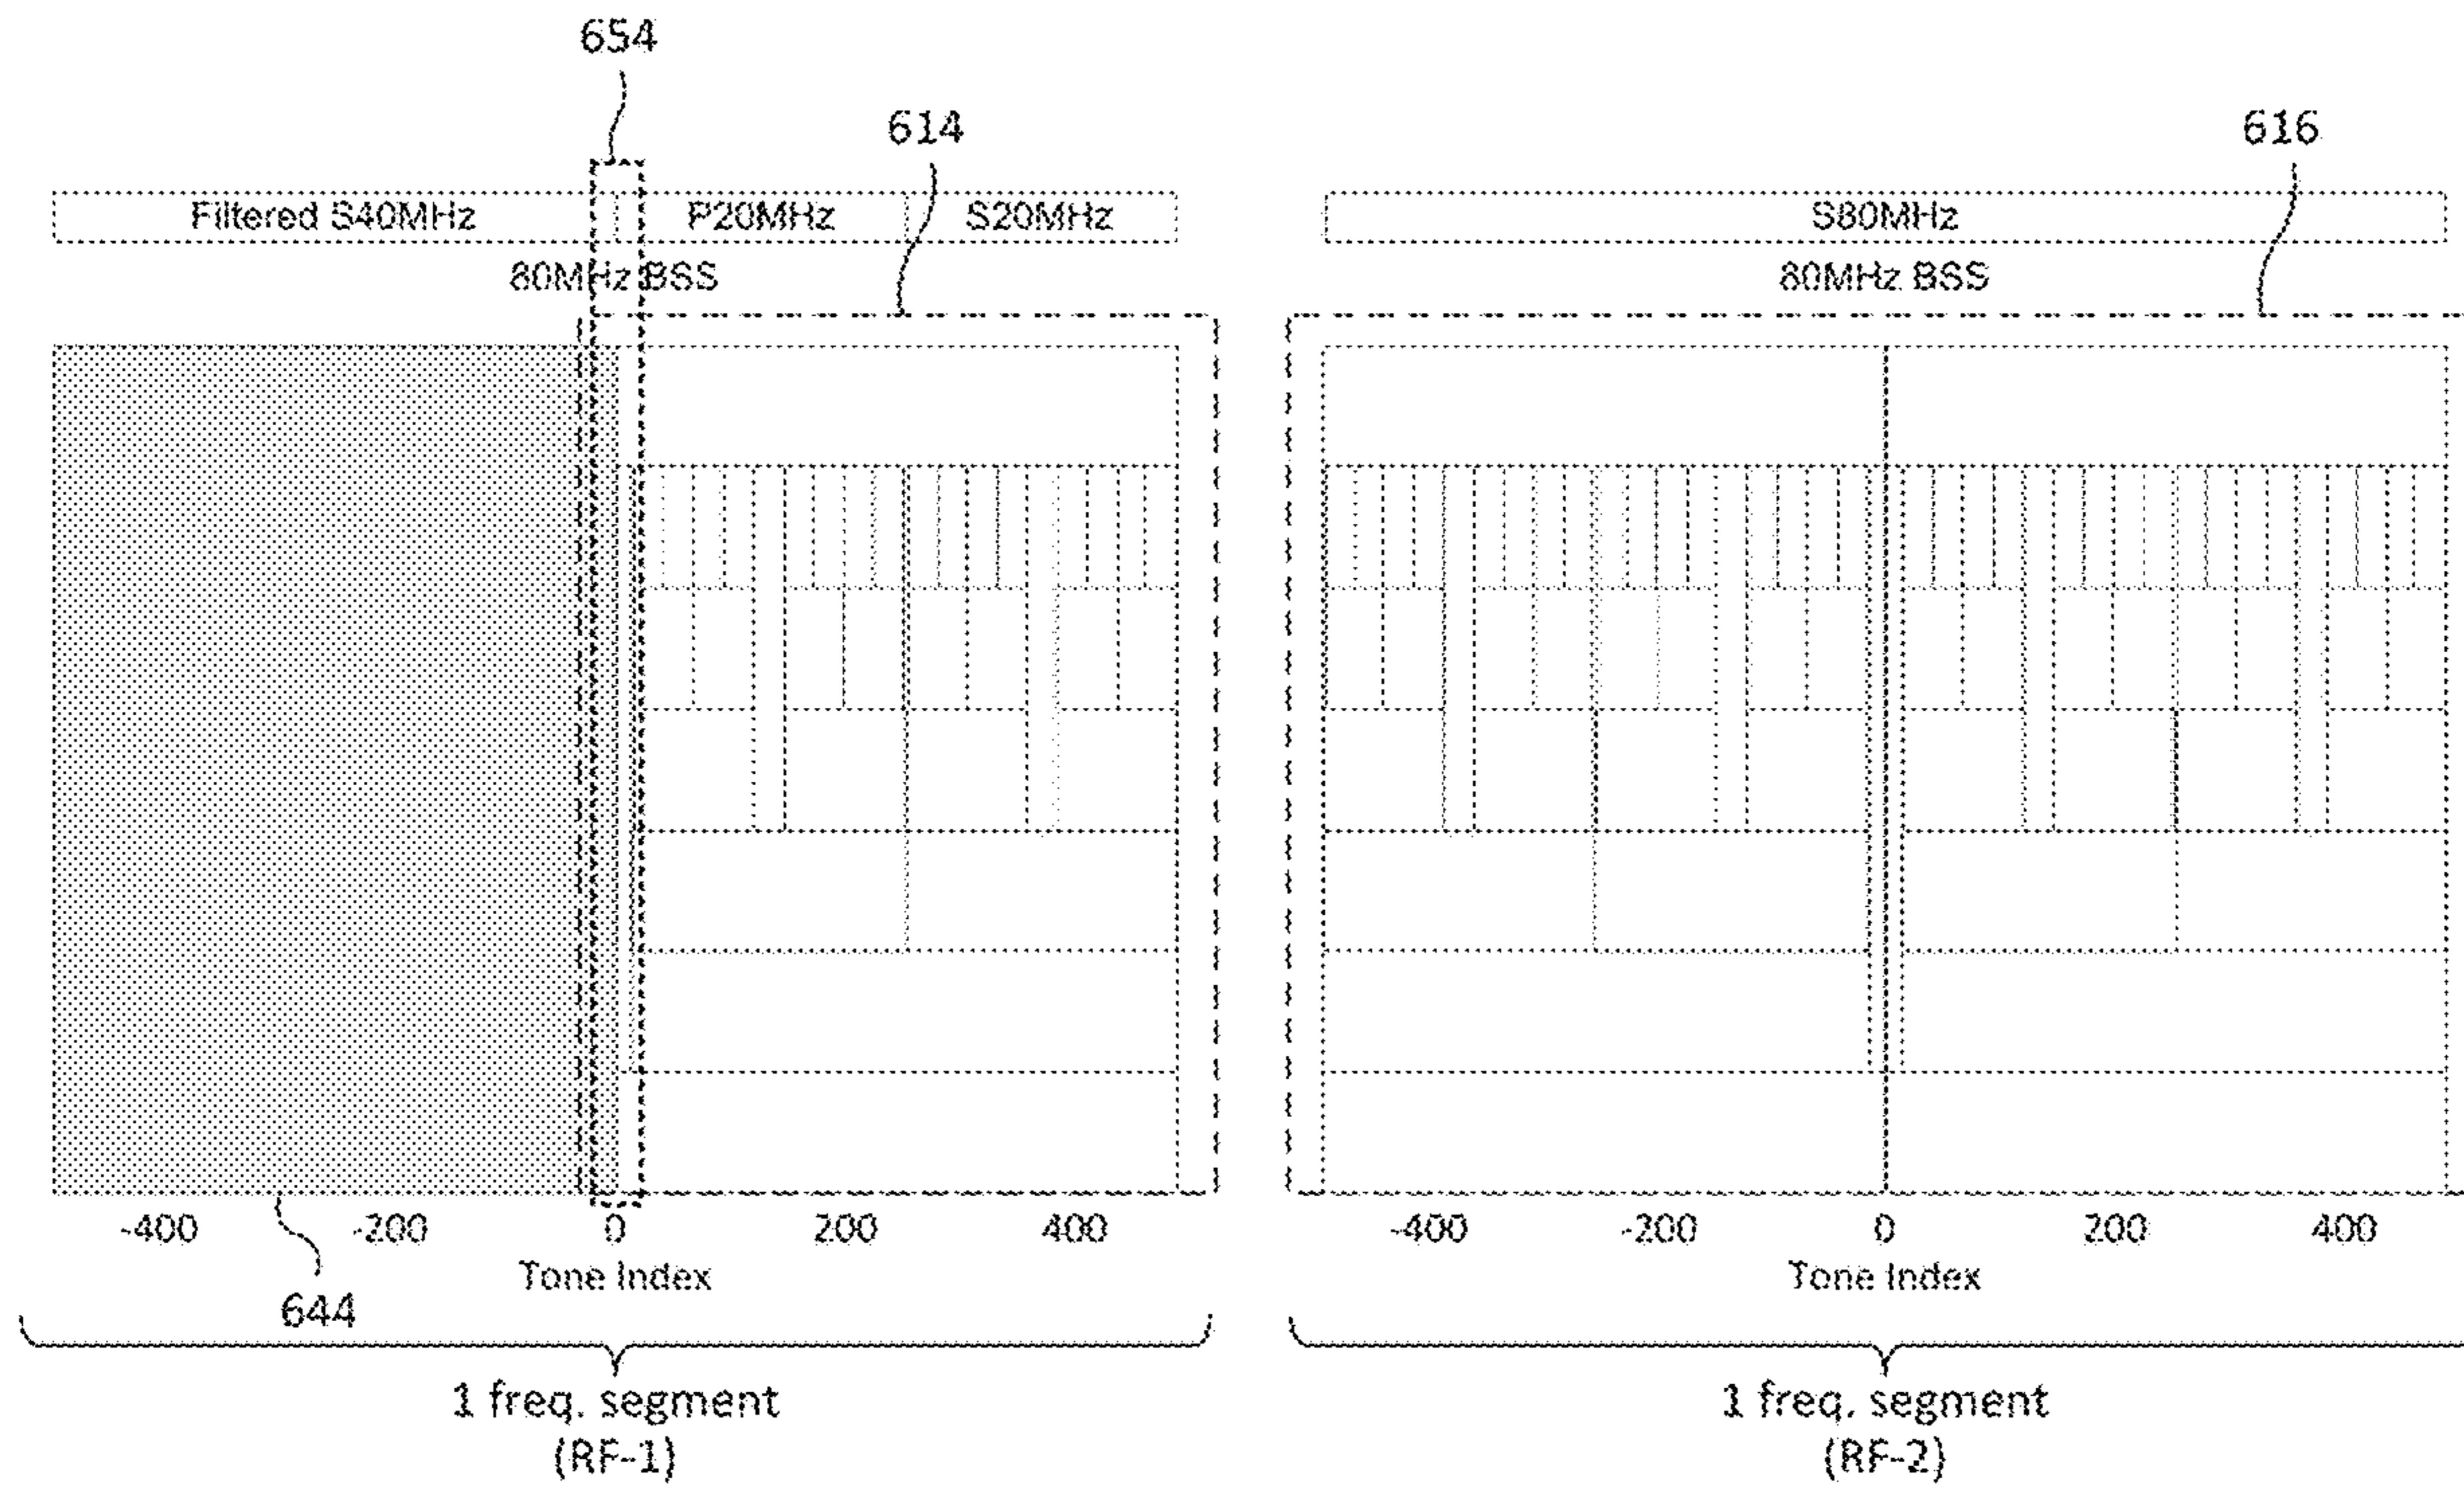 654
614
616
Filtered S40MHz P20MHz S20MHz S80MHz
80MHz BSS 80MHz BSS
-400 -200 0 200 400 -400 -200 0 200 400
Tone Index Tone Index
644
1 freq. segment 1 freq. segment
(RF-1) (RF-2)